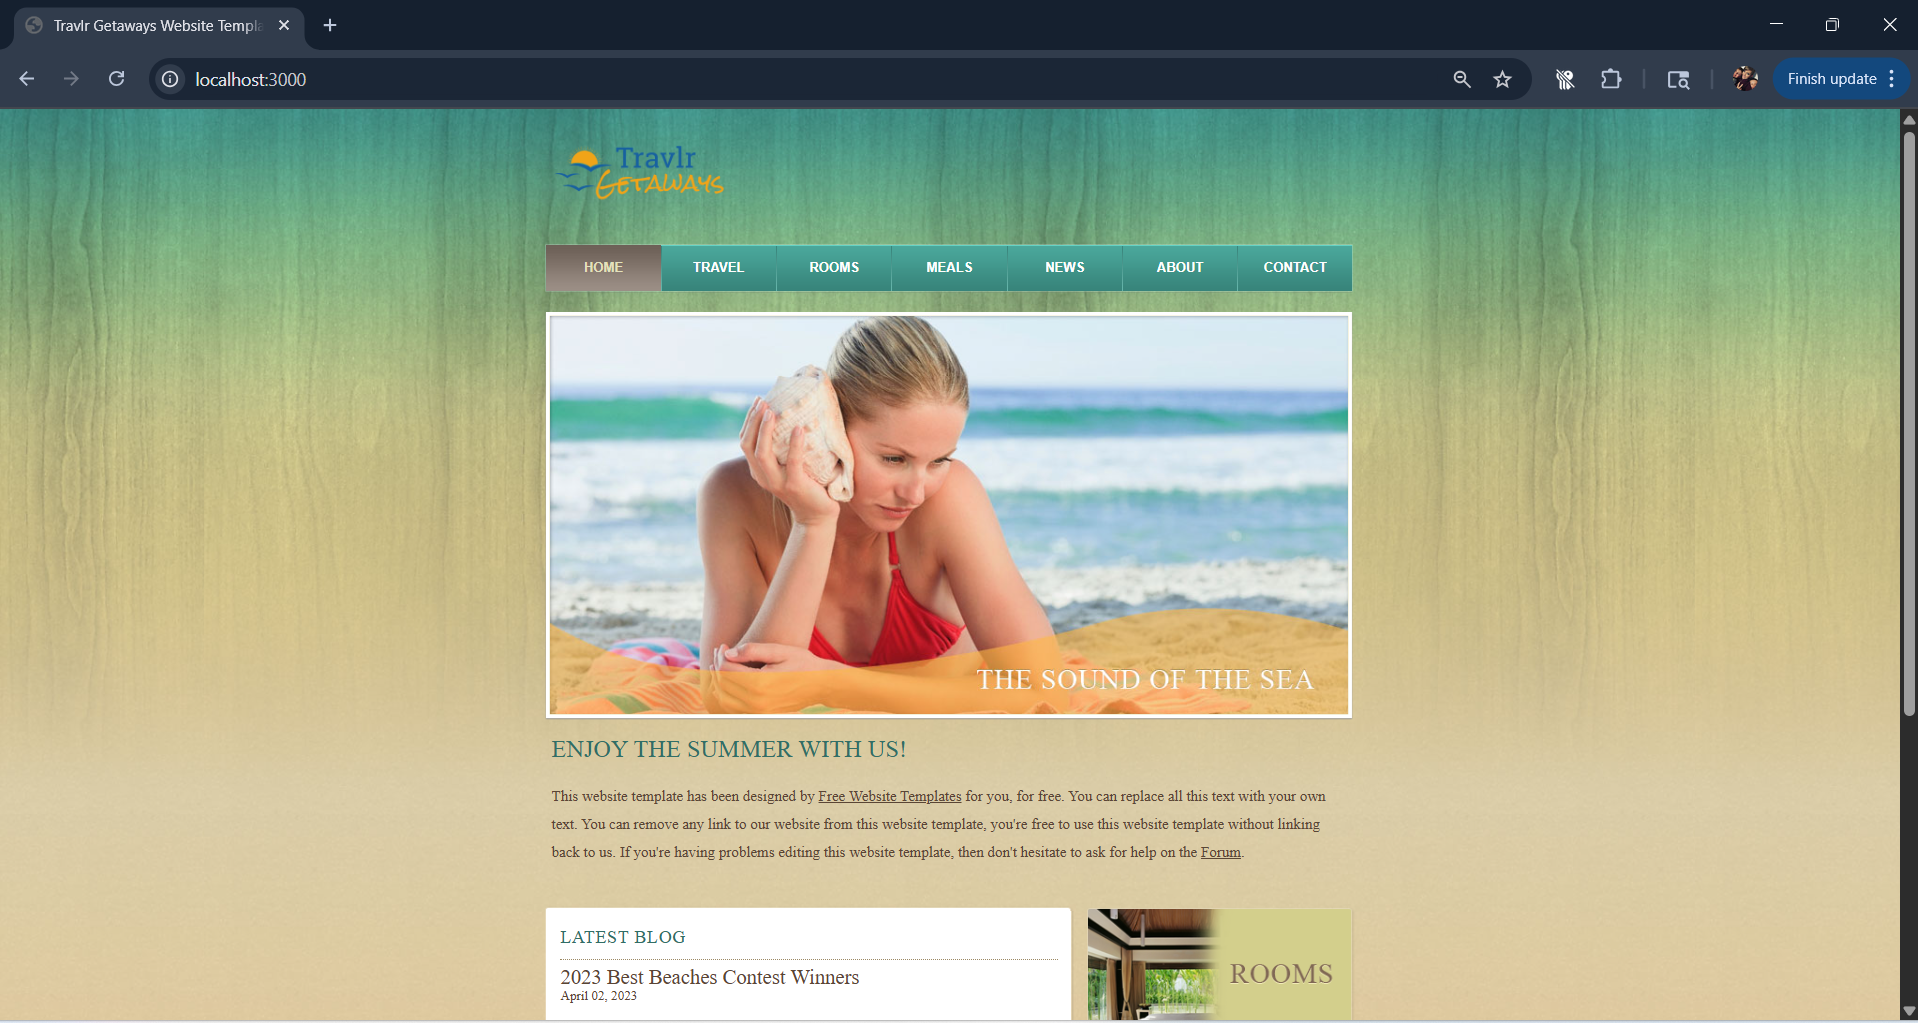 Travlr Getaways Website Templa
localhost:3000
Finish update
Travlr
GETAWAYS
HOME TRAVEL ROOMS MEALS NEWS ABOUT CONTACT
THE SOUND OF THE SEA
ENJOY THE SUMMER WITH US!
This website template has been designed by Free Website Templates for you, for free. You can replace all this text with your own
text. You can remove any link to our website from this website template, you're free to use this website template without linking
back to us. If you're having problems editing this website template, then don't hesitate to ask for help on the Forum.
LATEST BLOG
2023 Best Beaches Contest Winners
April 02, 2023
ROOMS